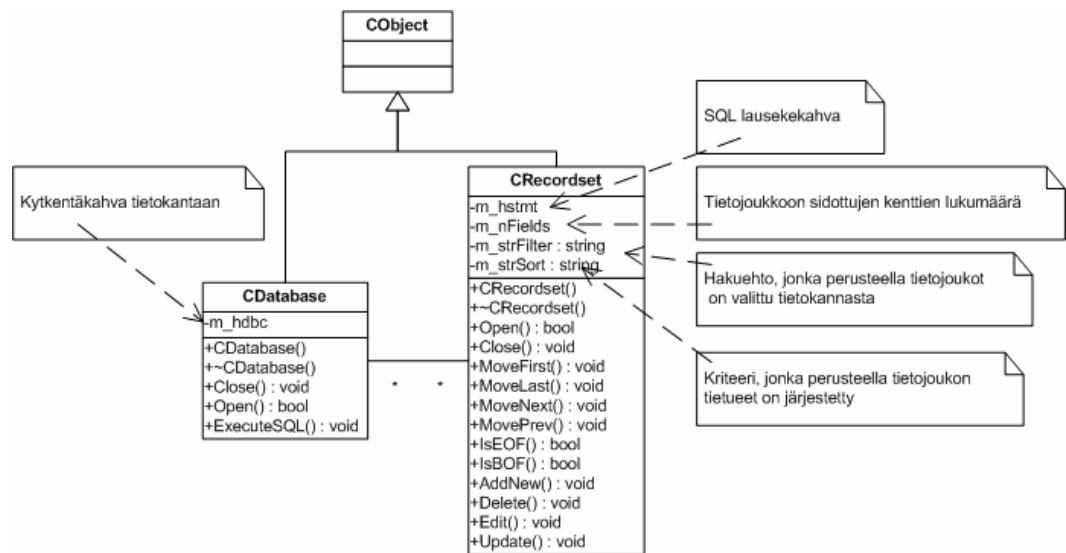 CObject
SQL lausekekahva
Kytkentäkahva tietokantaan
CRecordset
-m_hstmt
-m_nFields
-m_strFilter : string
-m_strSort : string
Tietojoukkoon sidottujen kenttien lukumäärä
Hakuehto, jonka perusteella tietojoukot
on valittu tietokannasta
Kriteeri, jonka perusteella tietojoukon
tietueet on järjestetty
CDatabase
-m_hdbc
+CDatabase()
+~CDatabase()
+Close() : void
+Open() : bool
+ExecuteSQL() : void
* *
+CRecordset()
+~CRecordset()
+Open() : bool
+Close() : void
+MoveFirst() : void
+MoveLast() : void
+MoveNext() : void
+MovePrev() : void
+IsEOF() : bool
+IsBOF() : bool
+AddNew() : void
+Delete() : void
+Edit() : void
+Update() : void